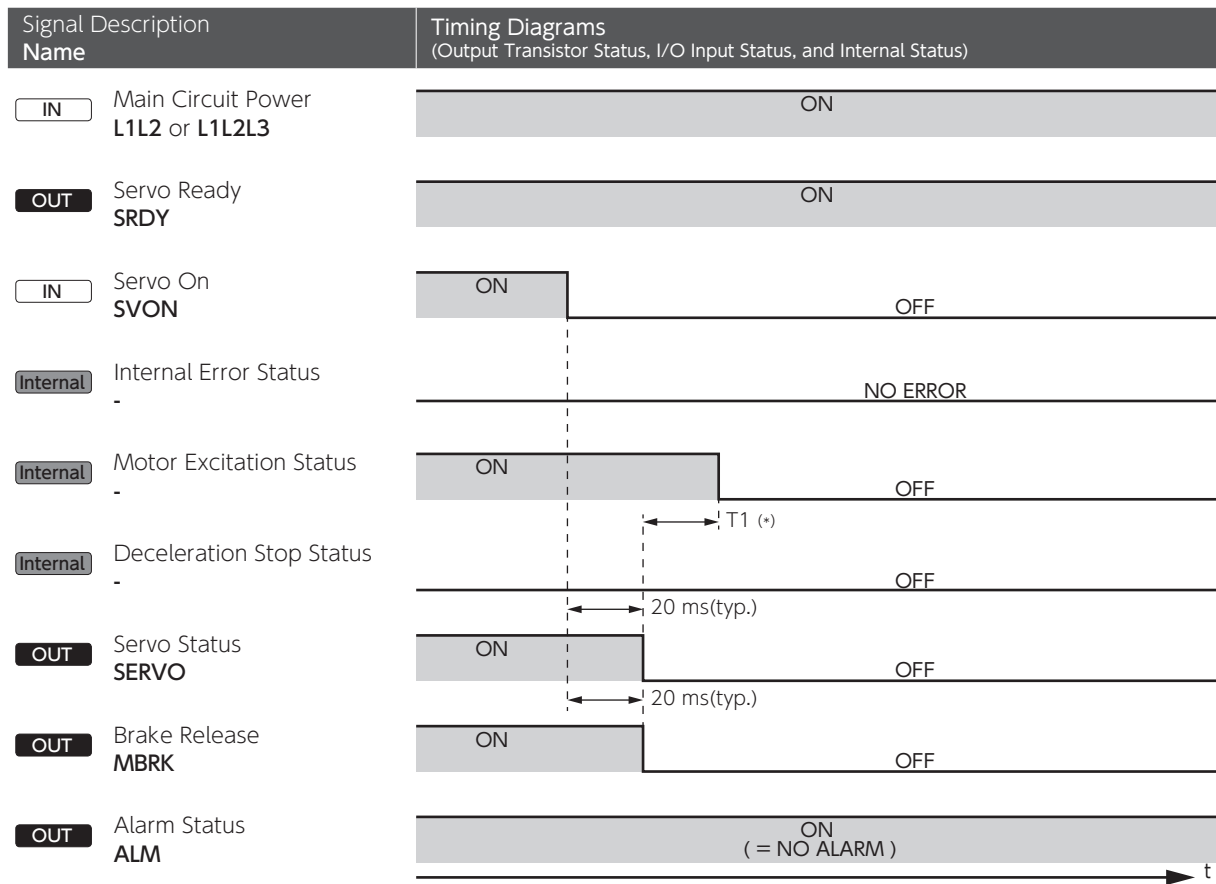 Signal Description
Name
Timing Diagrams
(Output Transistor Status, I/O Input Status, and Internal Status)
IN
Main Circuit Power
L1L2 or L1L2L3
ON
OUT
Servo Ready
SRDY
ON
IN
Servo On
SVON
ON
OFF
Internal
Internal Error Status
-
NO ERROR
Internal
Motor Excitation Status
-
ON
OFF
T1 (*)
Internal
Deceleration Stop Status
-
OFF
20 ms(typ.)
OUT
Servo Status
SERVO
ON
OFF
20 ms(typ.)
OUT
Brake Release
MBRK
ON
OFF
OUT
Alarm Status
ALM
ON
( = NO ALARM )
t